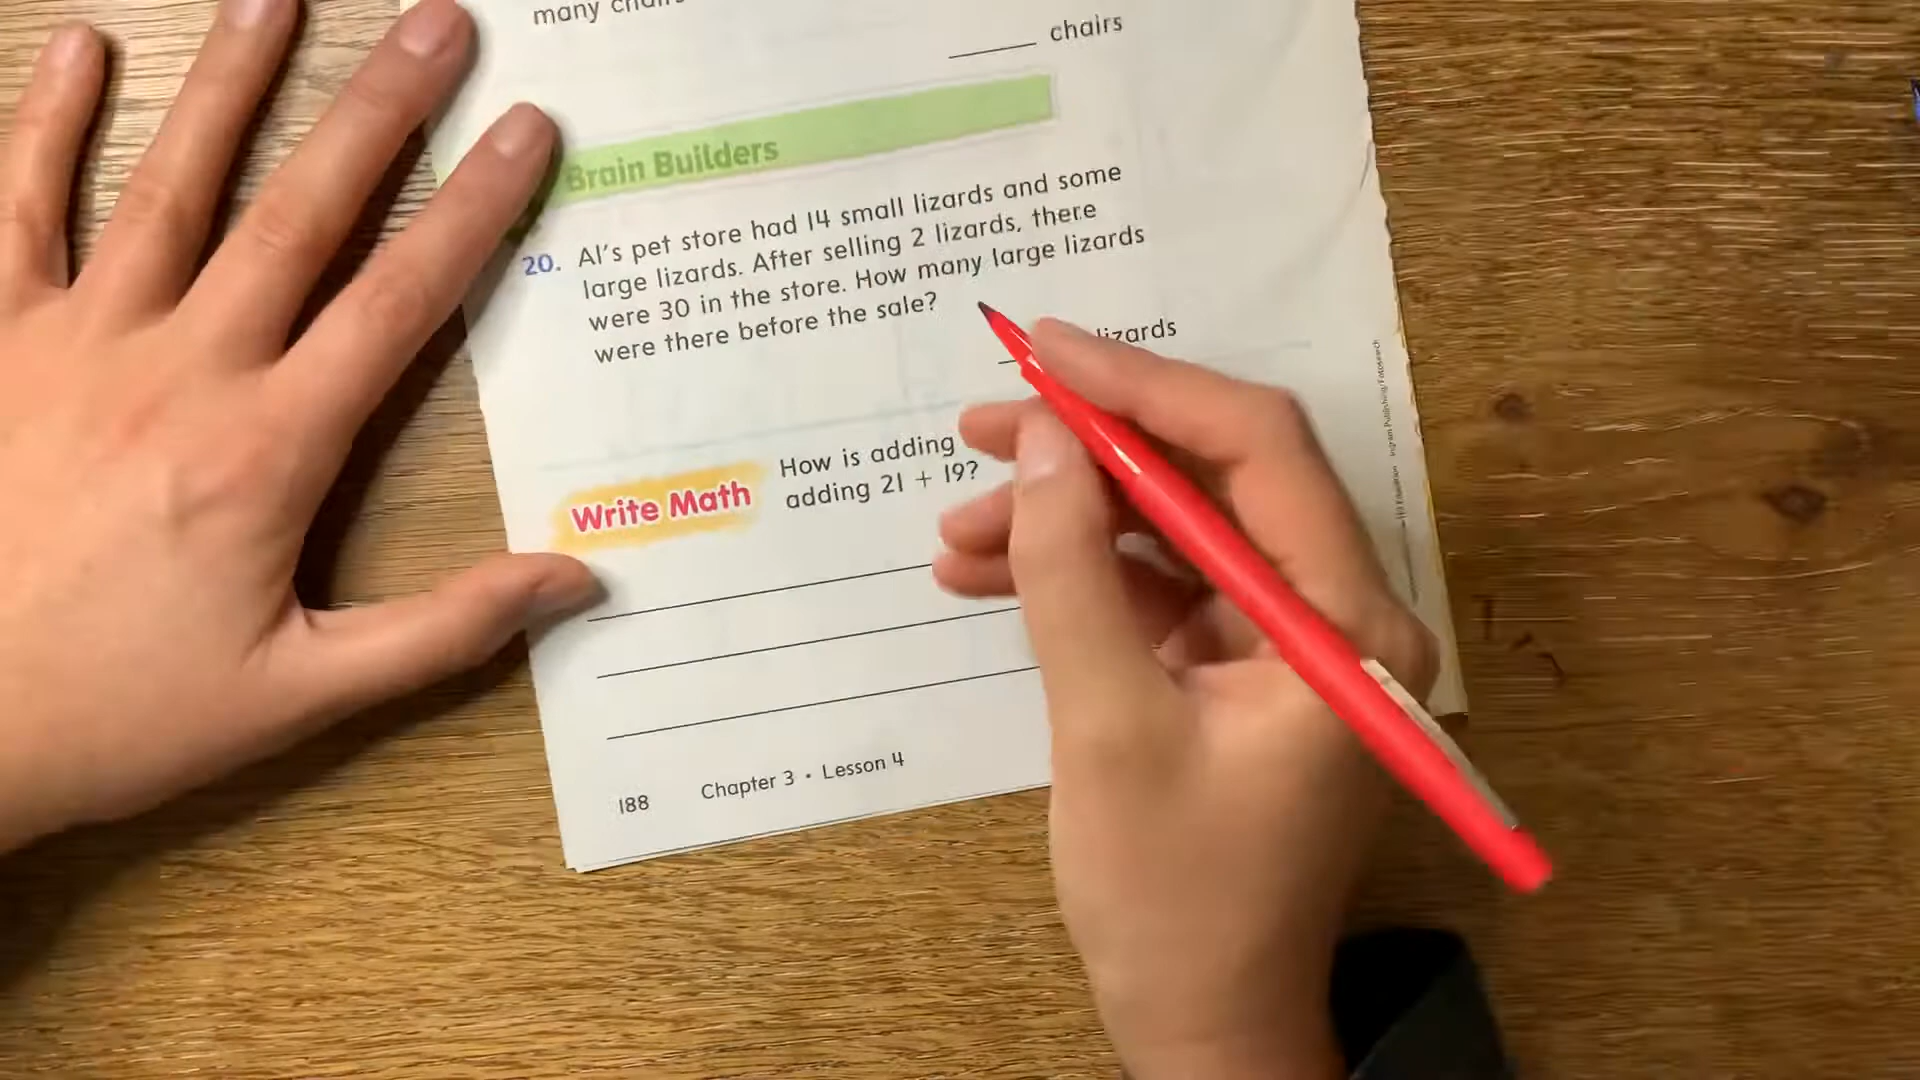 many chairs
chairs
Brain Builders
20. Al's pet store had 14 small lizards and some
large lizards. After selling 2 lizards, there
were 30 in the store. How many large lizards
were there before the sale?
lizards
Write Math
How is adding
adding 21 + 19?
188 Chapter 3 • Lesson 4